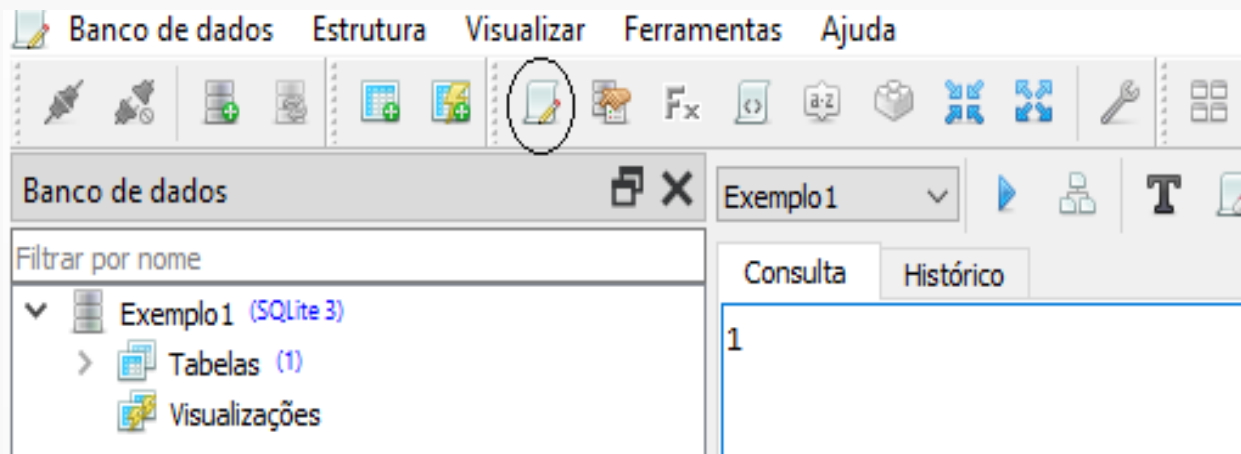 Banco de dados Estrutura Visualizar Ferramentas Ajuda
Fx <> a-z
Banco de dados
Exemplo1
T
Filtrar por nome
Consulta Histórico
Exemplo1 (SQLite 3)
1
Tabelas (1)
Visualizações